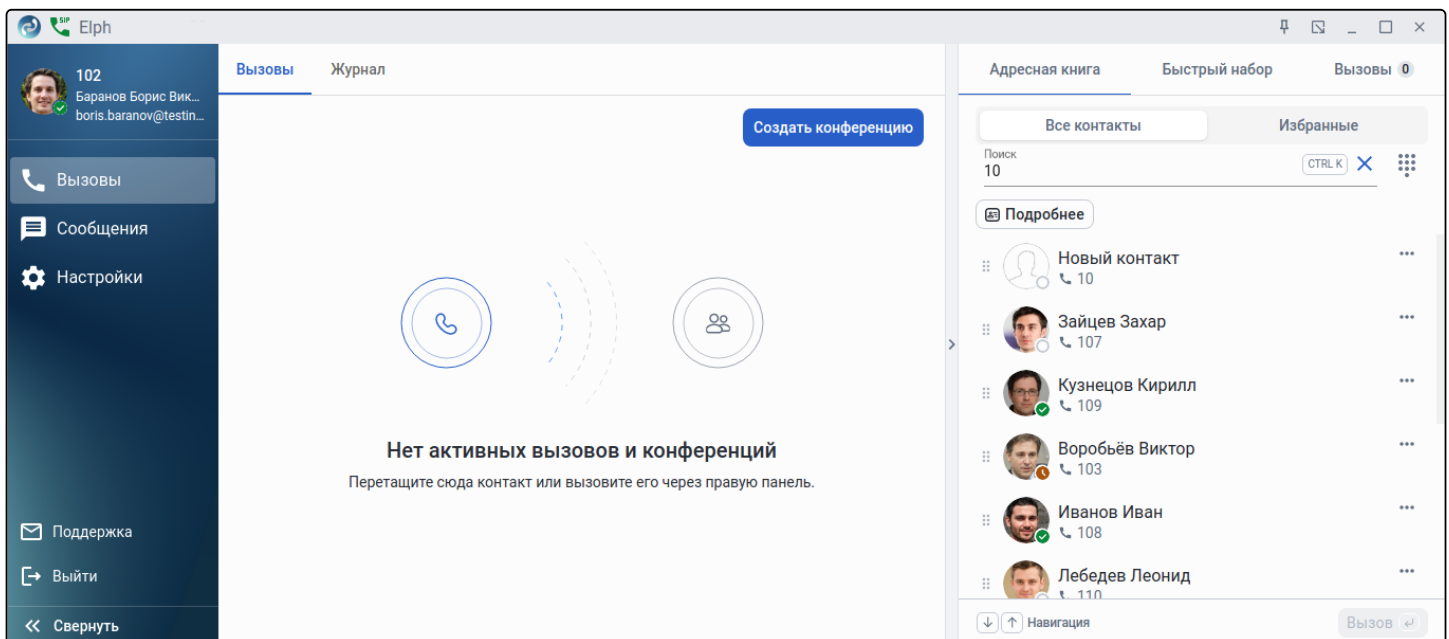 SIP
Elph
102
Баранов Борис Вик...
boris.baranov@testin...
Вызовы
Сообщения
Настройки
Поддержка
Выйти
Свернуть
Вызовы
Журнал
Создать конференцию
Нет активных вызовов и конференций
Перетащите сюда контакт или вызовите его через правую панель.
Адресная книга
Быстрый набор
Вызовы 0
Все контакты
Избранные
Поиск
10
CTRL K
Подробнее
Новый контакт
10
Зайцев Захар
107
Кузнецов Кирилл
109
Воробьёв Виктор
103
Иванов Иван
108
Лебедев Леонид
110
Навигация
Вызов